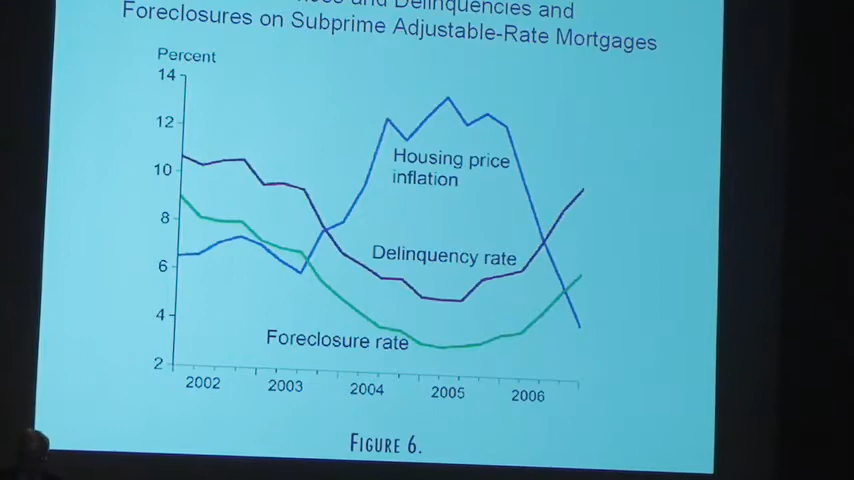 and Delinquencies and
Foreclosures on Subprime Adjustable-Rate Mortgages
Percent
14
12
10
8
6
4
2
Housing price
inflation
Delinquency rate
Foreclosure rate
2002 2003 2004 2005 2006
FIGURE 6.